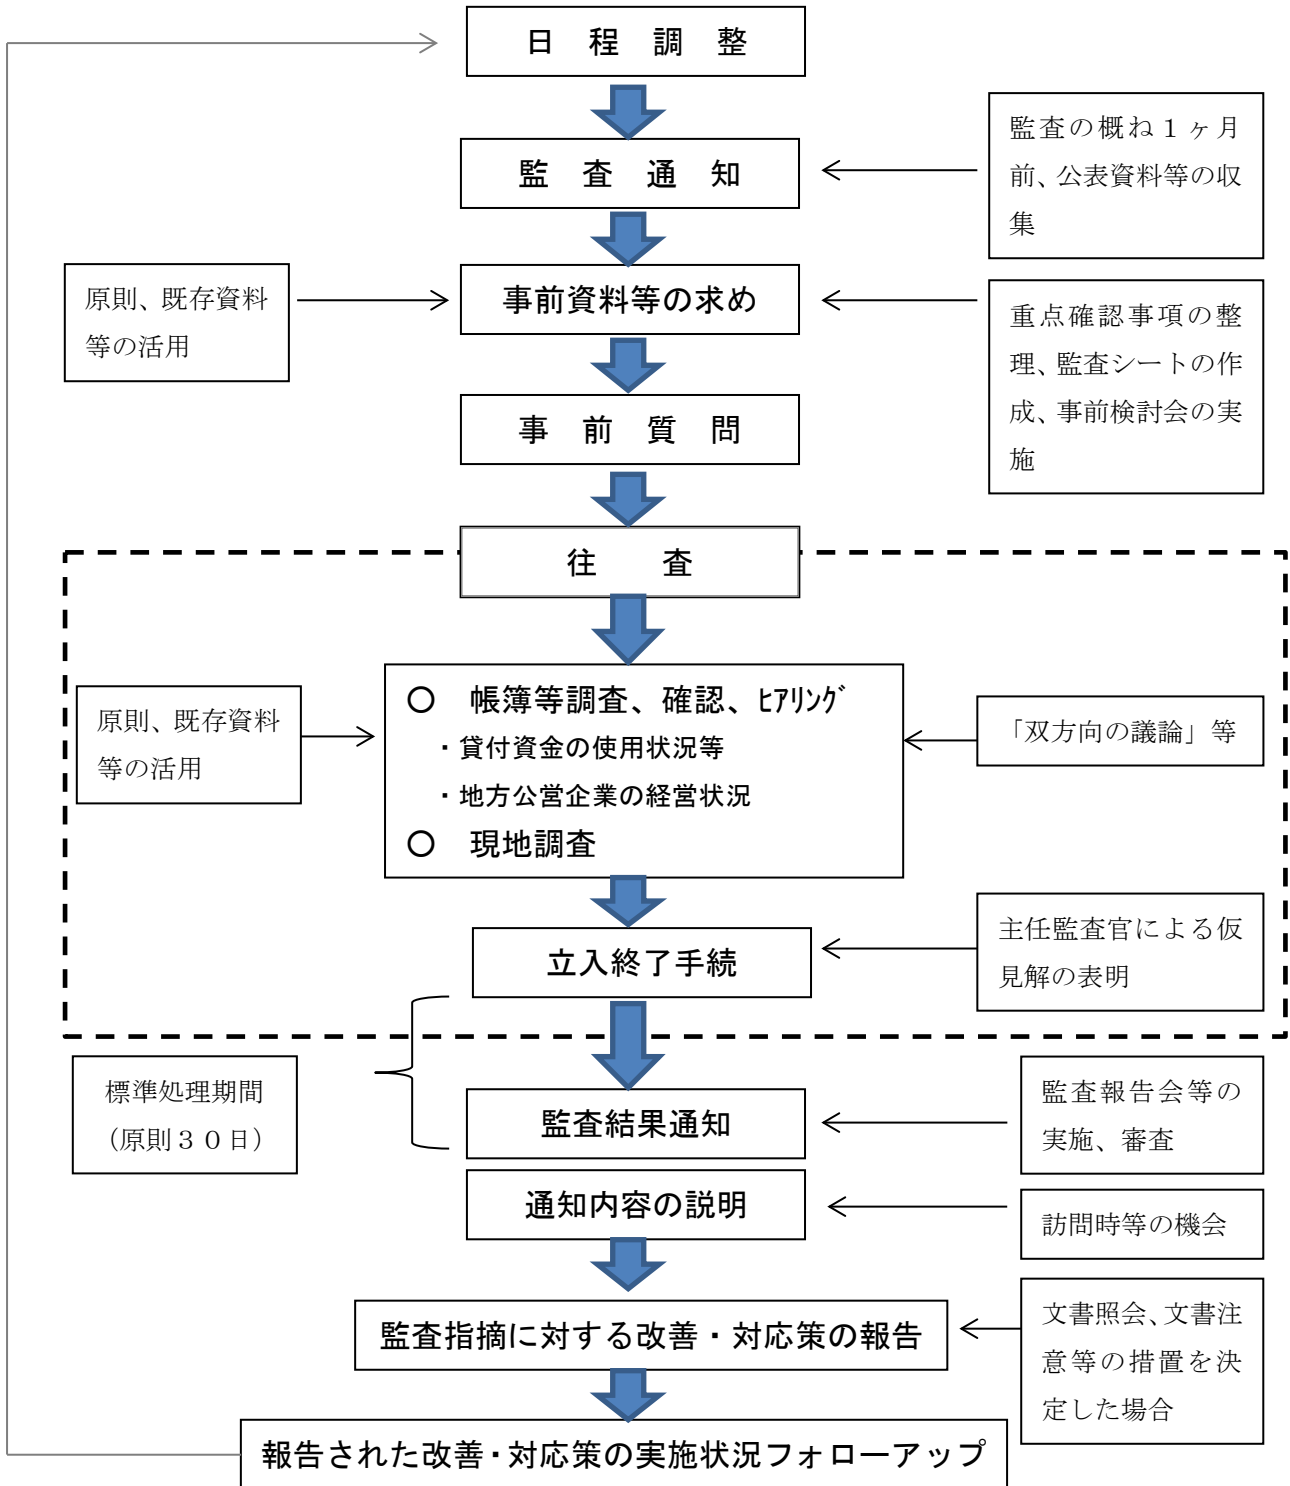 日　程　調　整
監　査　通　知
監査の概ね１ヶ月
前、公表資料等の収
集
原則、既存資料
等の活用
事前資料等の求め
重点確認事項の整
理、監査シートの作
成、事前検討会の実
施
事　前　質　問
往　　査
○　帳簿等調査、確認、ﾋｱﾘﾝｸﾞ
・貸付資金の使用状況等
・地方公営企業の経営状況
○　現地調査
原則、既存資料
等の活用
「双方向の議論」等
立入終了手続
主任監査官による仮
見解の表明
標準処理期間
（原則３０日）
監査結果通知
監査報告会等の
実施、審査
通知内容の説明
訪問時等の機会
監査指摘に対する改善・対応策の報告
文書照会、文書注
意等の措置を決
定した場合
報告された改善・対応策の実施状況フォローアップ